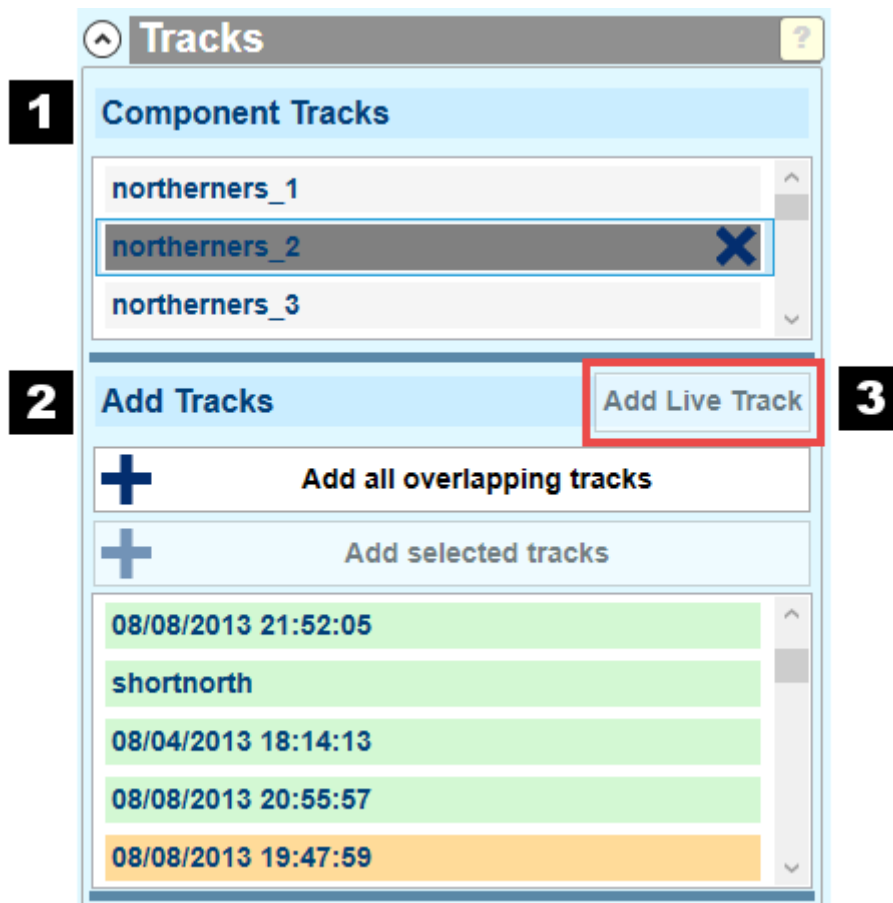 Tracks ?
1 Component Tracks
northerners_1
northerners_2
northerners_3
2 Add Tracks Add Live Track 3
Add all overlapping tracks
Add selected tracks
08/08/2013 21:52:05
shortnorth
08/04/2013 18:14:13
08/08/2013 20:55:57
08/08/2013 19:47:59